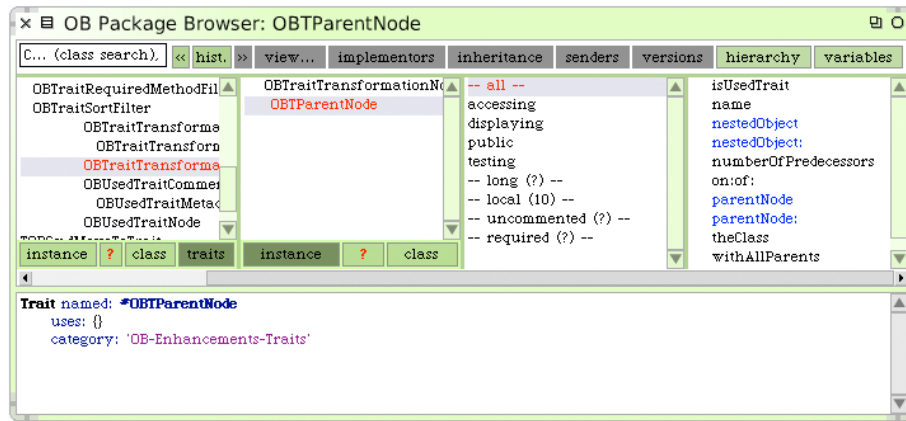 OB Package Browser: OBTParentNode
C... (class search), « hist. » view... implementors inheritance senders versions hierarchy variables
OBTraitRequiredMethodFil
OBTraitSortFilter
OBTraitTransforma
OBTraitTransforn
OBTraitTransforma
OBUsedTraitCommer
OBUsedTraitMetac
OBUsedTraitNode
instance ? class traits
OBTraitTransformationNo
OBTParentNode
instance ? class
-- all --
accessing
displaying
public
testing
-- long (?) --
-- local (10) --
-- uncommented (?) --
-- required (?) --
isUsedTrait
name
nestedObject
nestedObject:
numberOfPredecessors
on:of:
parentNode
parentNode:
theClass
withAllParents
Trait named: #OBTParentNode
uses: {}
category: 'OB-Enhancements-Traits'